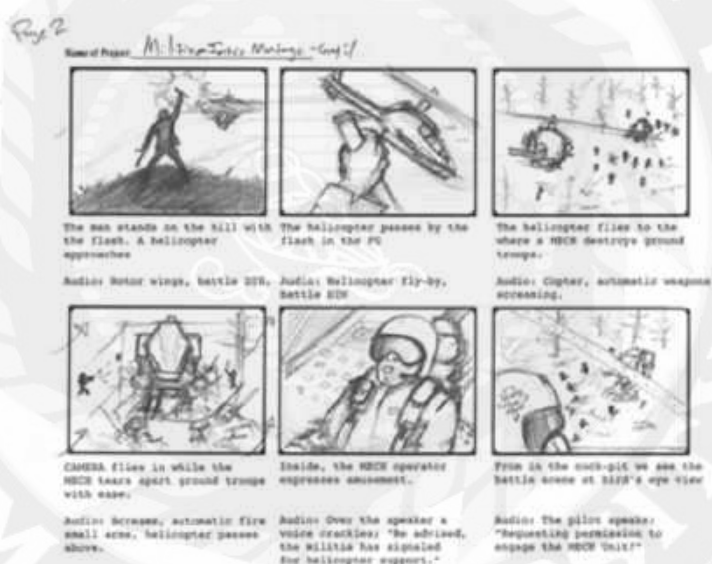 Page 2
Name of Project:
The man stands on the hill with
the flash. A helicopter
approaches
Audio: Rotor wings, battle DIN.
The helicopter passes by the
flash in the FG
Audio: Helicopter fly-by,
battle DIN
The helicopter flies to the
where a MECH destroys ground
troops.
Audio: Copter, automatic weapons
screaming.
CAMERA flies in while the
MECH tears apart ground troops
with ease.
Audio: Screams, automatic fire
small arms, helicopter passes
above.
Inside, the MECH operator
expresses amusement.
Audio: Over the speaker a
voice crackles: "Be advised,
the militia has signaled
for helicopter support."
From in the cock-pit we see the
battle scene at bird's eye view
Audio: The pilot speaks:
"Requesting permission to
engage the MECH Unit!"